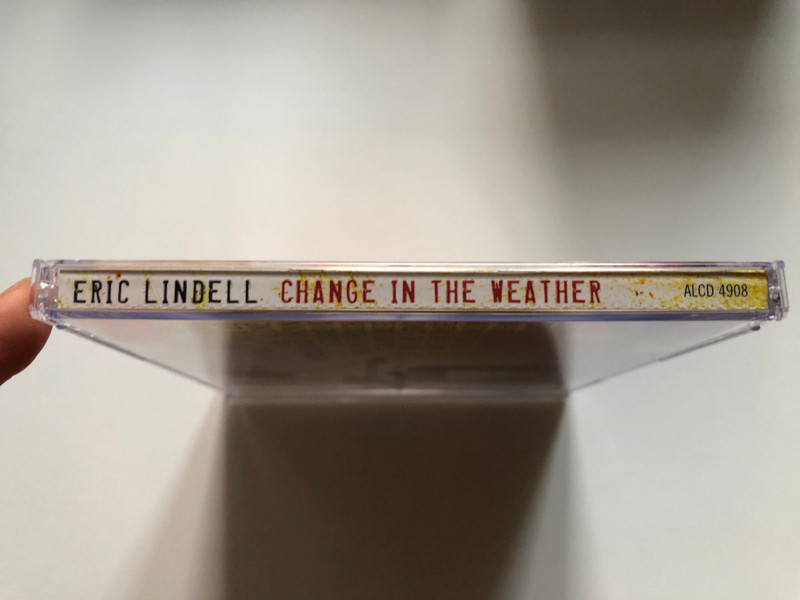 ERIC LINDELL CHANGE IN THE WEATHER ALCD 4908